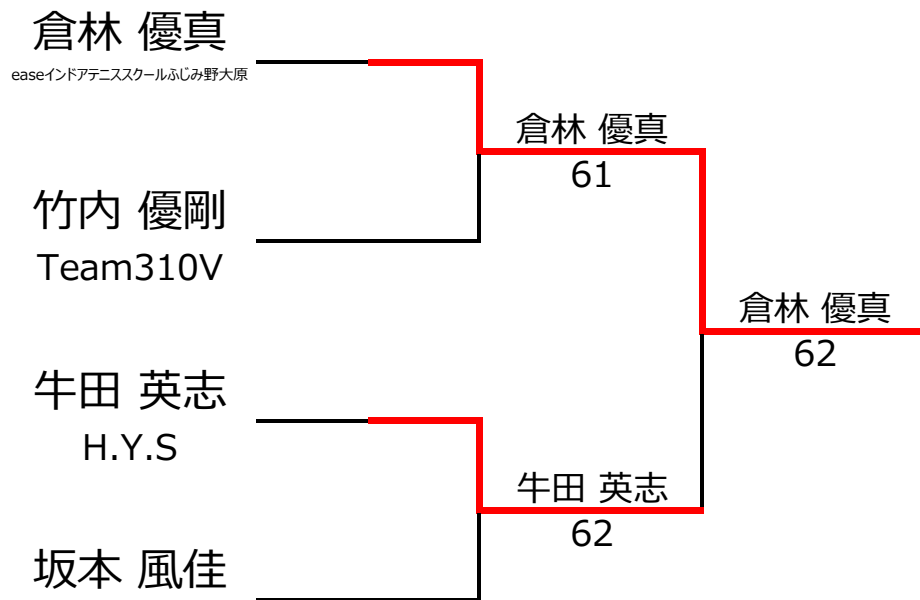 倉林 優真
easeインドアテニススクールふじみ野大原
倉林 優真
61
竹内 優剛
Team310V
倉林 優真
62
牛田 英志
H.Y.S
牛田 英志
62
坂本 風佳